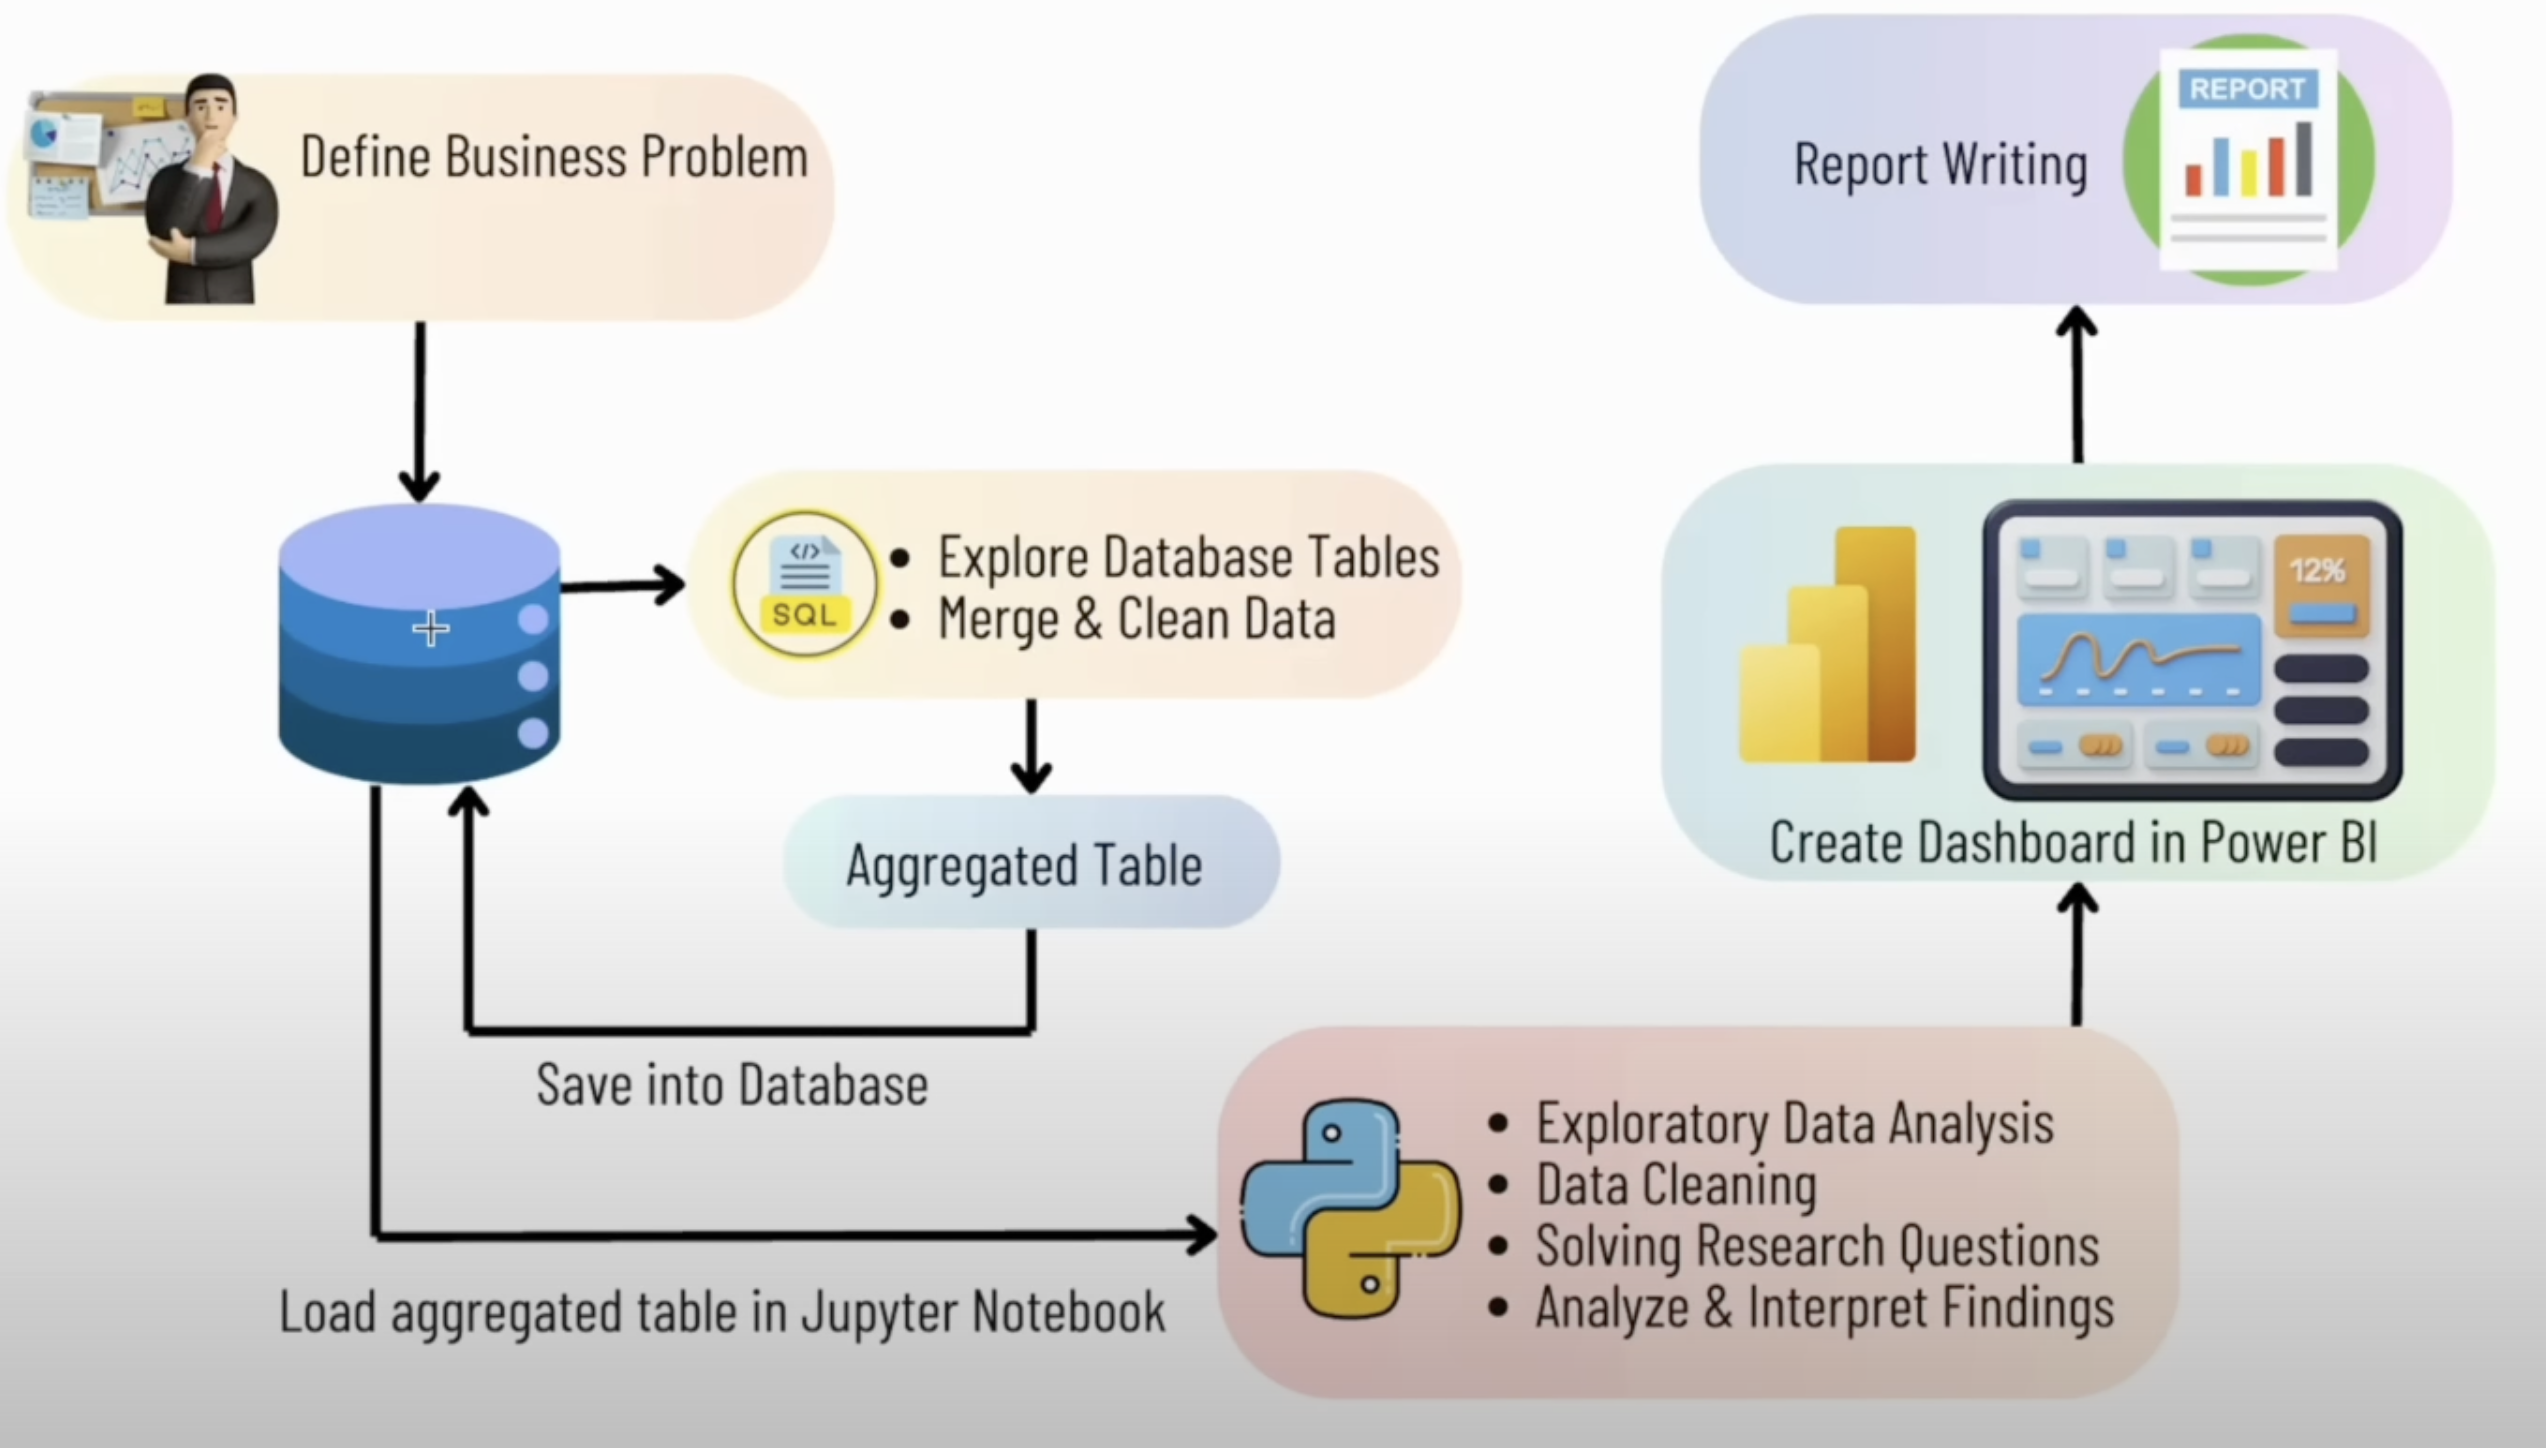 Define Business Problem
</>
SQL
• Explore Database Tables
• Merge & Clean Data
Aggregated Table
Save into Database
Load aggregated table in Jupyter Notebook
• Exploratory Data Analysis
• Data Cleaning
• Solving Research Questions
• Analyze & Interpret Findings
12%
Create Dashboard in Power BI
Report Writing
REPORT